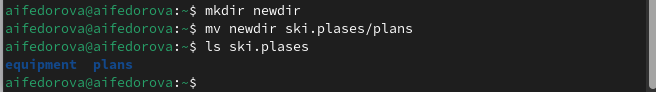 aifedorova@aifedorova:~$ mkdir newdir
aifedorova@aifedorova:~$ mv newdir ski.plases/plans
aifedorova@aifedorova:~$ ls ski.plases
equipment  plans
aifedorova@aifedorova:~$